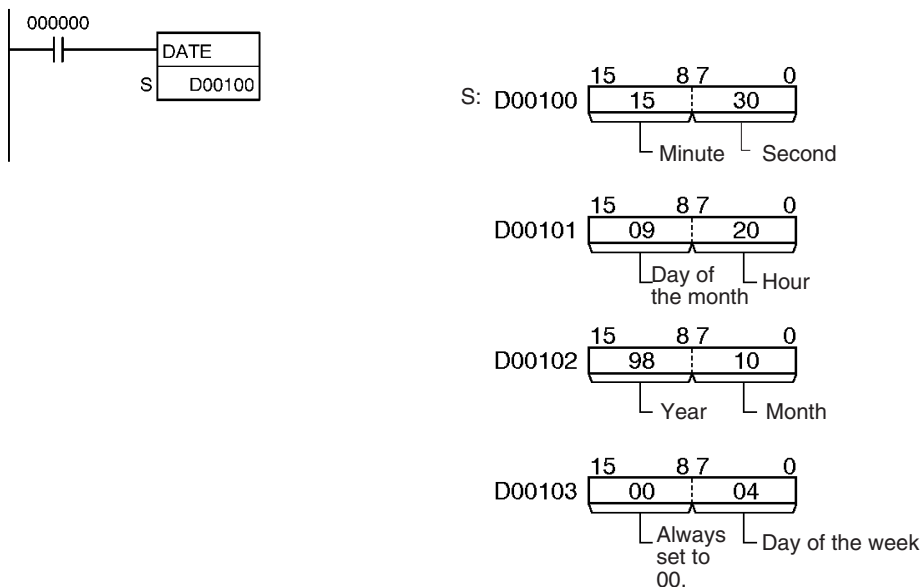 000000
DATE
S D00100
15 8 7 0
S: D00100 15 30
Minute Second
15 8 7 0
D00101 09 20
Day of
the month Hour
15 8 7 0
D00102 98 10
Year Month
15 8 7 0
D00103 00 04
Always
set to
00.
Day of the week